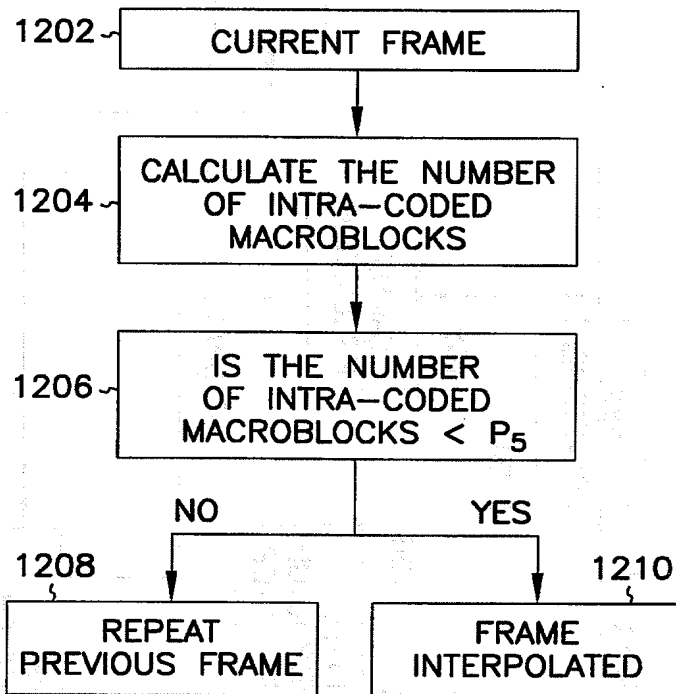 1202
CURRENT FRAME
1204
CALCULATE THE NUMBER
OF INTRA-CODED
MACROBLOCKS
1206
IS THE NUMBER
OF INTRA-CODED
MACROBLOCKS < P5
NO
YES
1208
REPEAT
PREVIOUS FRAME
1210
FRAME
INTERPOLATED